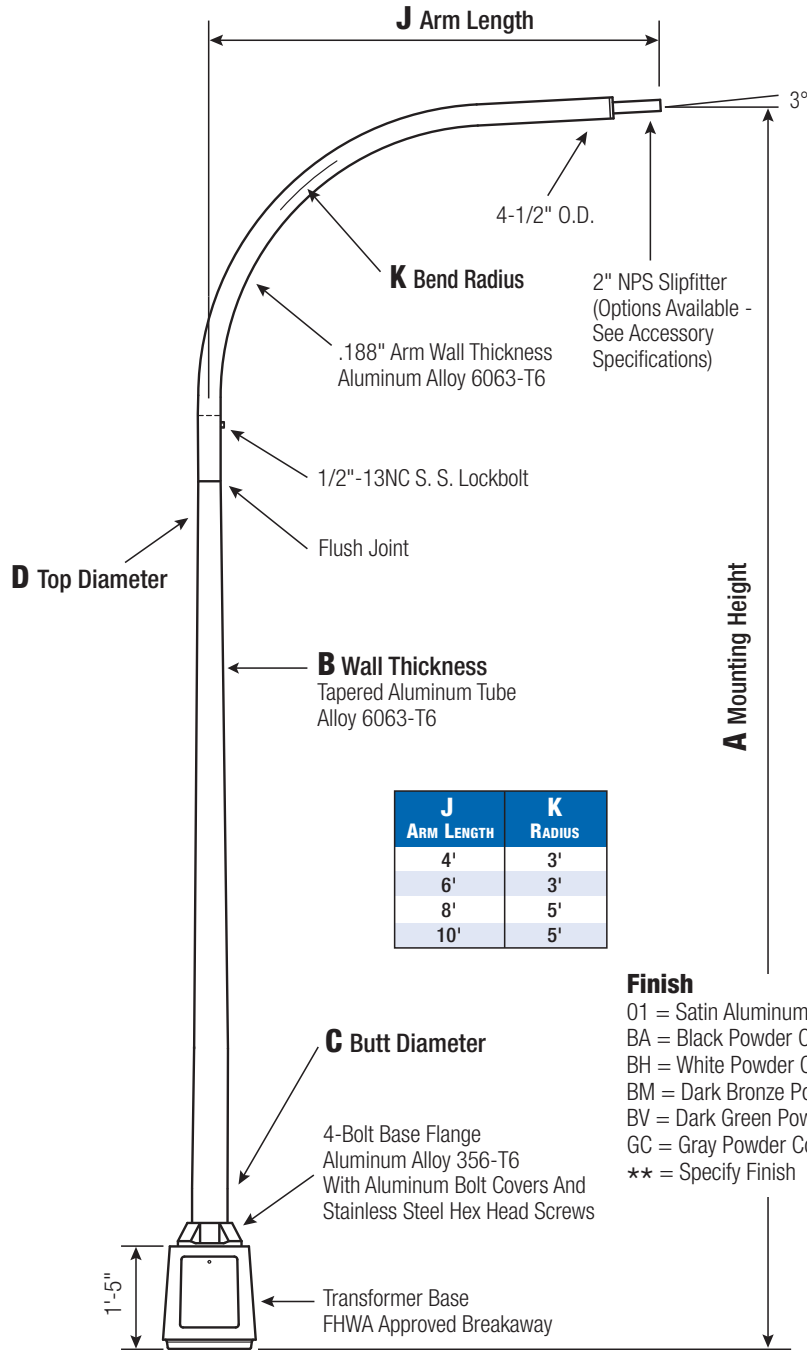 J Arm Length
3°
4-1/2" O.D.
K Bend Radius
2" NPS Slipfitter
(Options Available -
See Accessory
Specifications)
.188" Arm Wall Thickness
Aluminum Alloy 6063-T6
1/2"-13NC S. S. Lockbolt
Flush Joint
D Top Diameter
A Mounting Height
B Wall Thickness
Tapered Aluminum Tube
Alloy 6063-T6
J K
ARM LENGTH RADIUS
4' 3'
6' 3'
8' 5'
10' 5'
Finish
01 = Satin Aluminum
BA = Black Powder
BH = White Powder
BM = Dark Bronze
BV = Dark Green
GC = Gray Powder
** = Specify Finish
C Butt Diameter
4-Bolt Base Flange
Aluminum Alloy 356-T6
With Aluminum Bolt Covers And
Stainless Steel Hex Head Screws
1'-5"
Transformer Base
FHWA Approved Breakaway